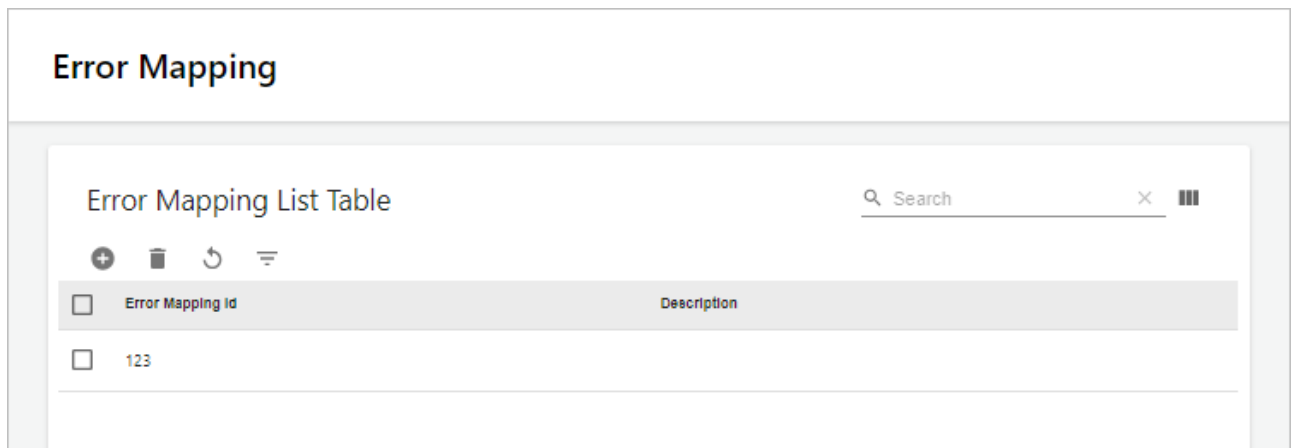 Error Mapping
Error Mapping List Table
Search
Error Mapping Id Description
123